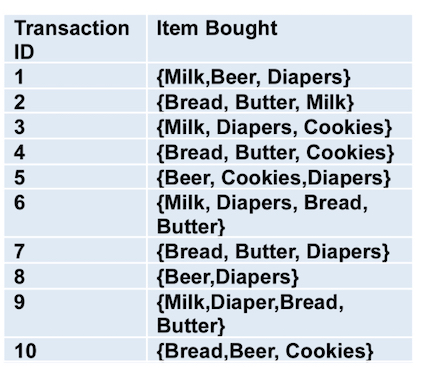 Transaction ID Item Bought
1 {Milk,Beer, Diapers}
2 {Bread, Butter, Milk}
3 {Milk, Diapers, Cookies}
4 {Bread, Butter, Cookies}
5 {Beer, Cookies,Diapers}
6 {Milk, Diapers, Bread,
Butter}
7 {Bread, Butter, Diapers}
8 {Beer,Diapers}
9 {Milk,Diaper,Bread,
Butter}
10 {Bread,Beer, Cookies}